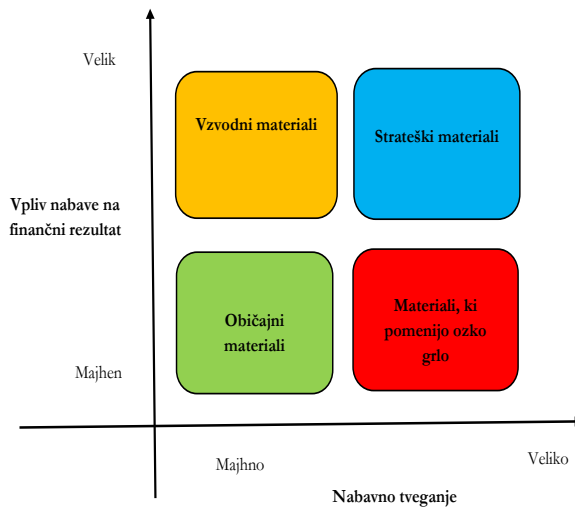 Velik
Vzvodni materiali
Strateški materiali
Vpliv nabave na
finančni rezultat
Običajni
materiali
Materiali, ki
pomenijo ozko
grlo
Majhen
Majhno
Veliko
Nabavno tveganje